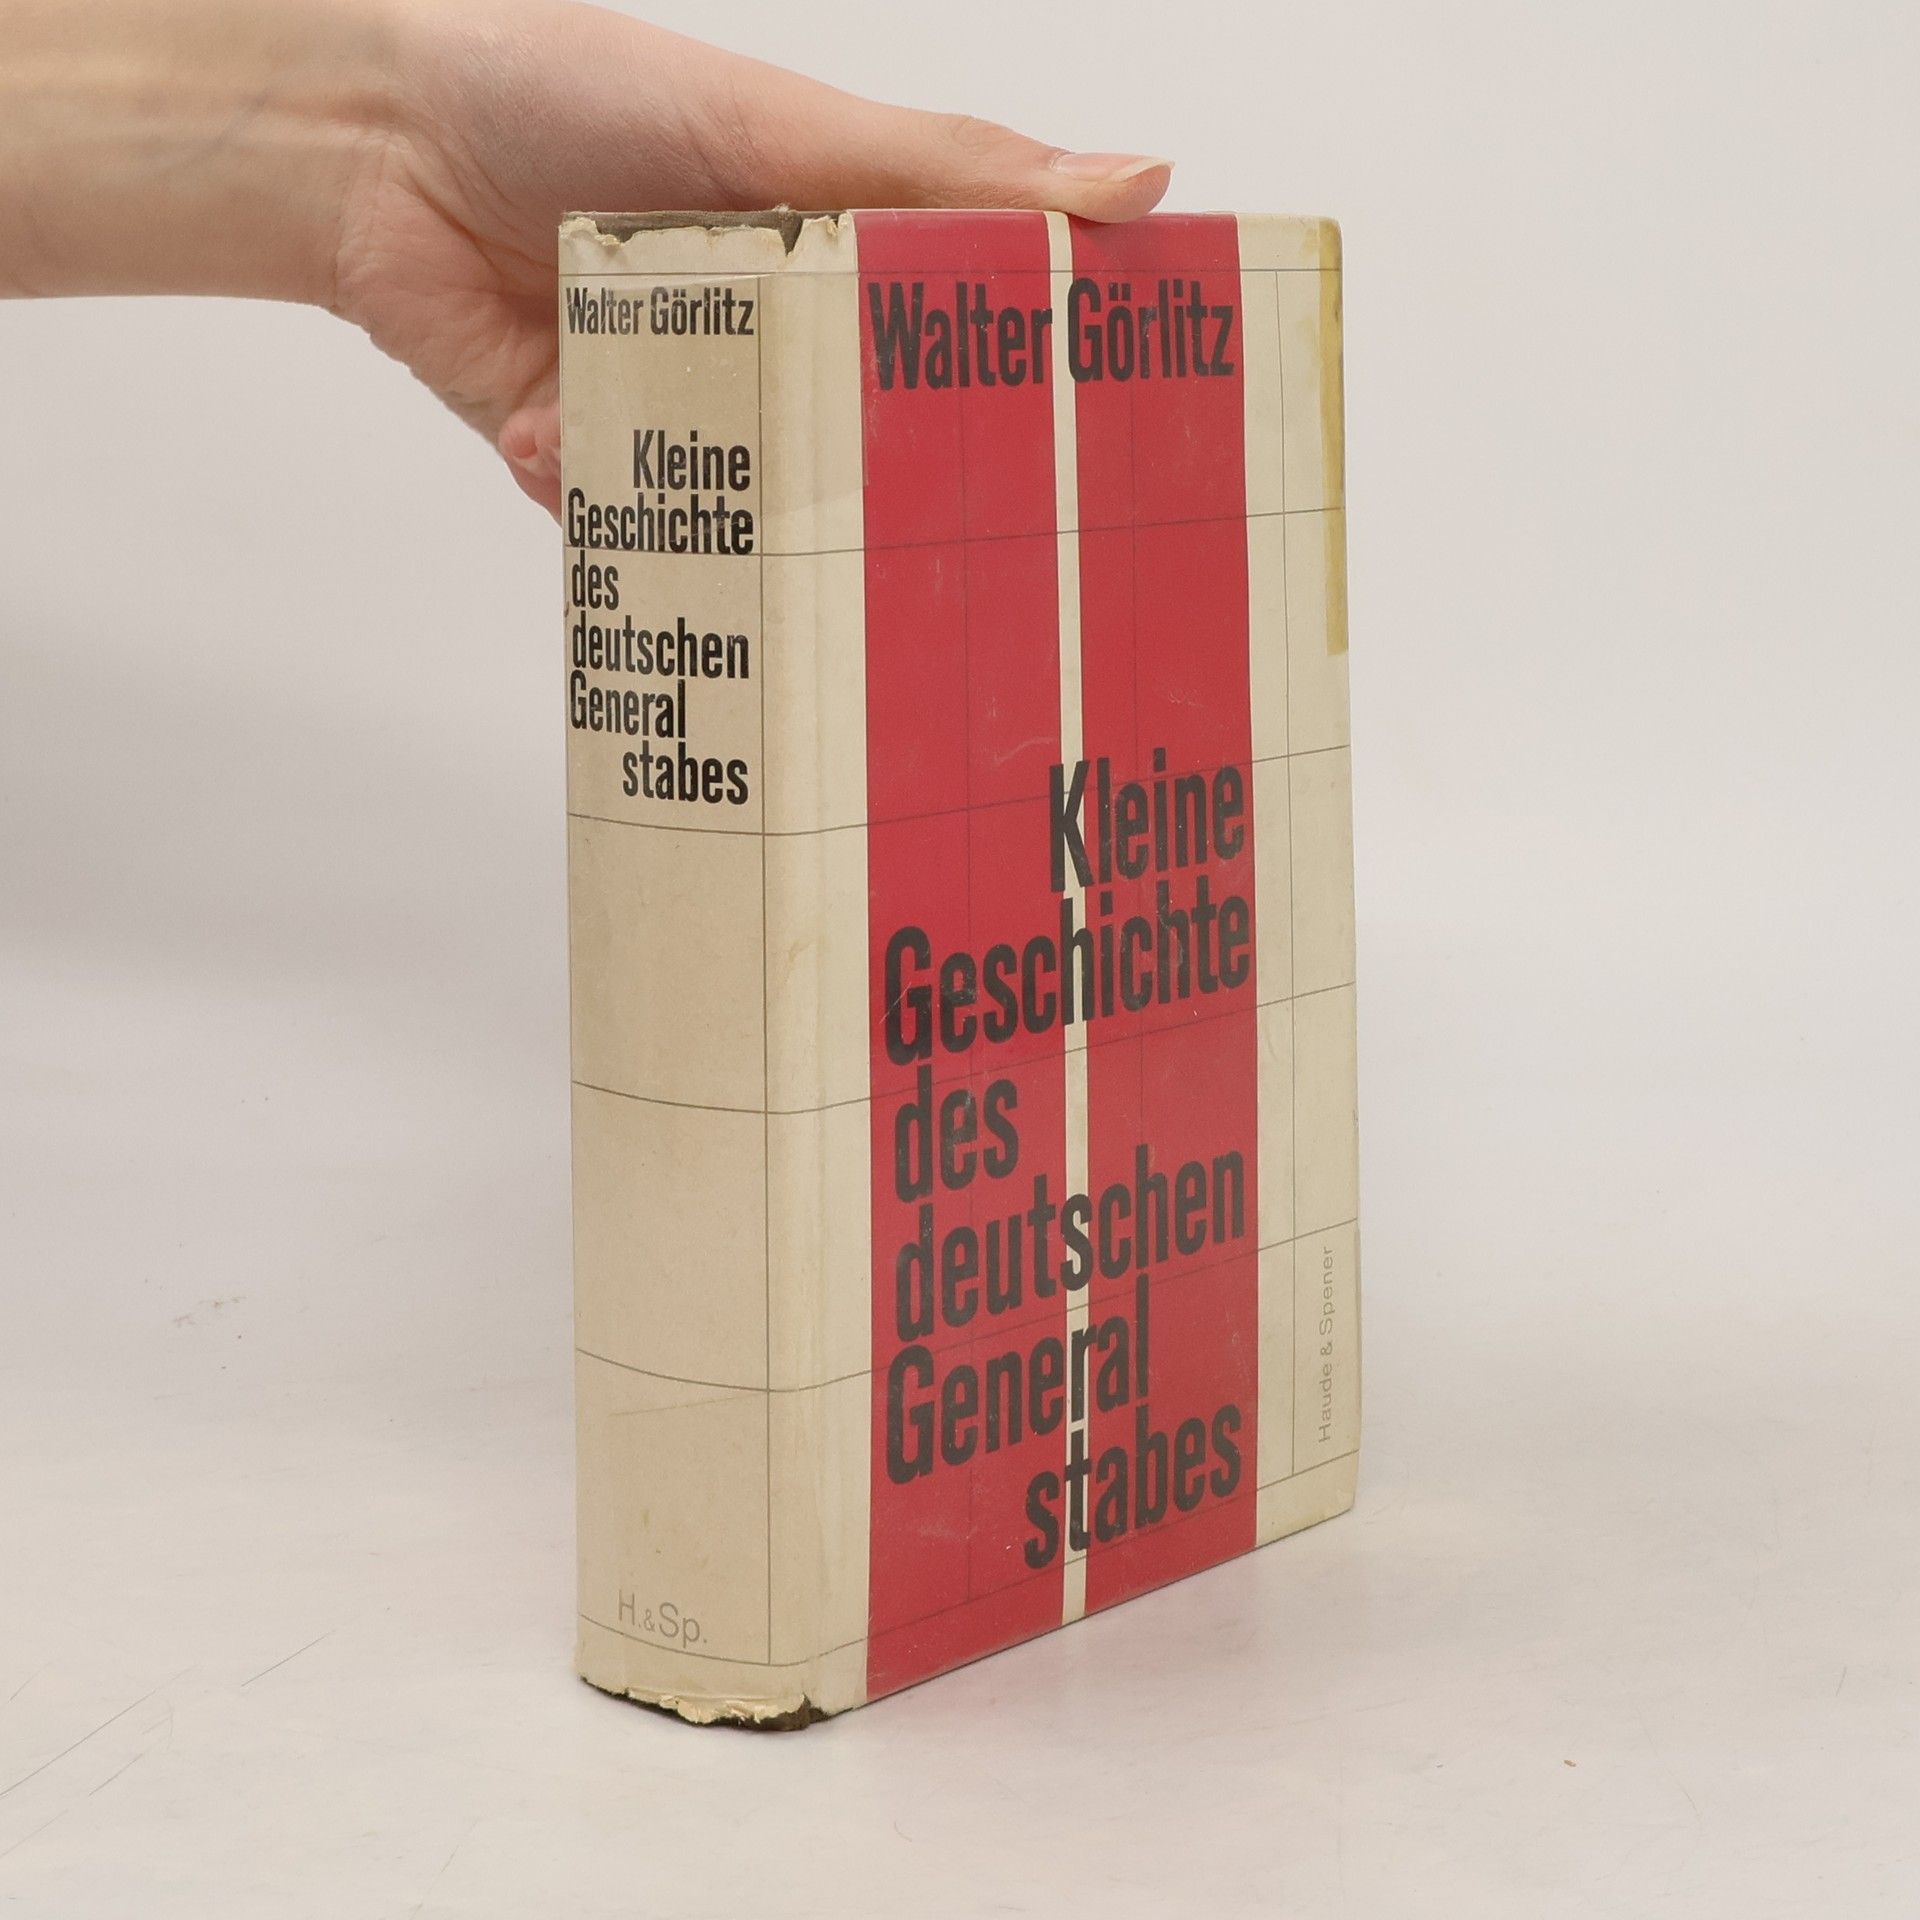 Walter Görlitz
Kleine
Geschichte
des
deutschen
General
stabes
H.&Sp.
Walter Görlitz
Kleine
Geschichte
des
deutschen
General
stabes
Haude & Spener